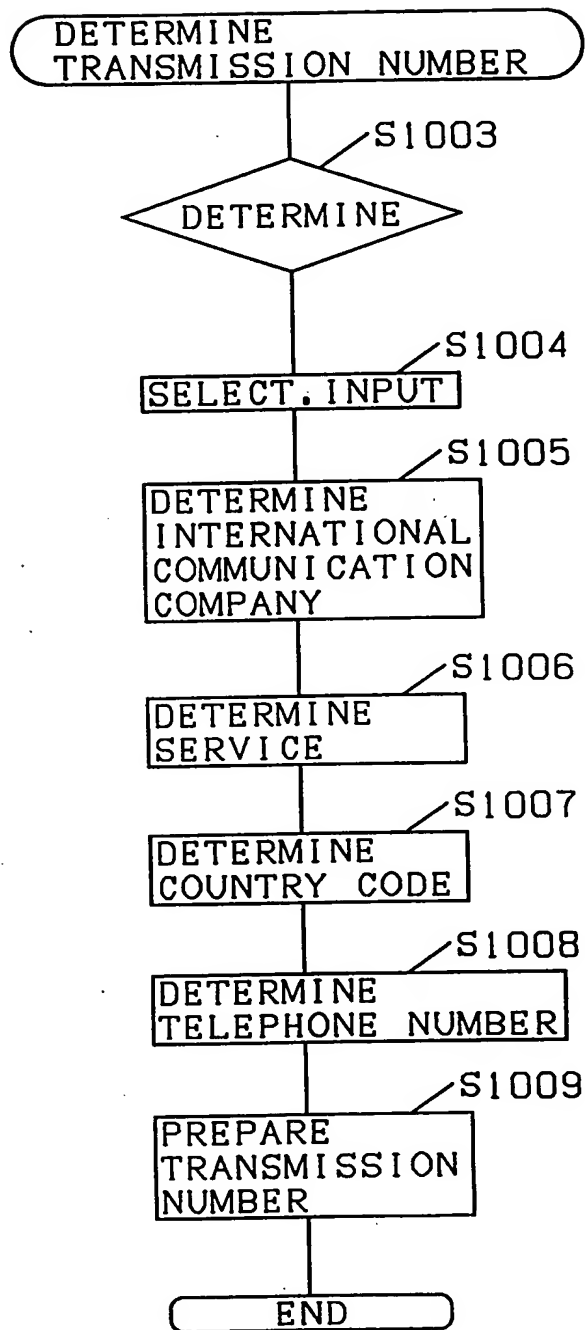 DETERMINE
TRANSMISSION NUMBER
S1003
DETERMINE
S1004
SELECT. INPUT
S1005
DETERMINE
INTERNATIONAL
COMMUNICATION
COMPANY
S1006
DETERMINE
SERVICE
S1007
DETERMINE
COUNTRY CODE
S1008
DETERMINE
TELEPHONE NUMBER
S1009
PREPARE
TRANSMISSION
NUMBER
END